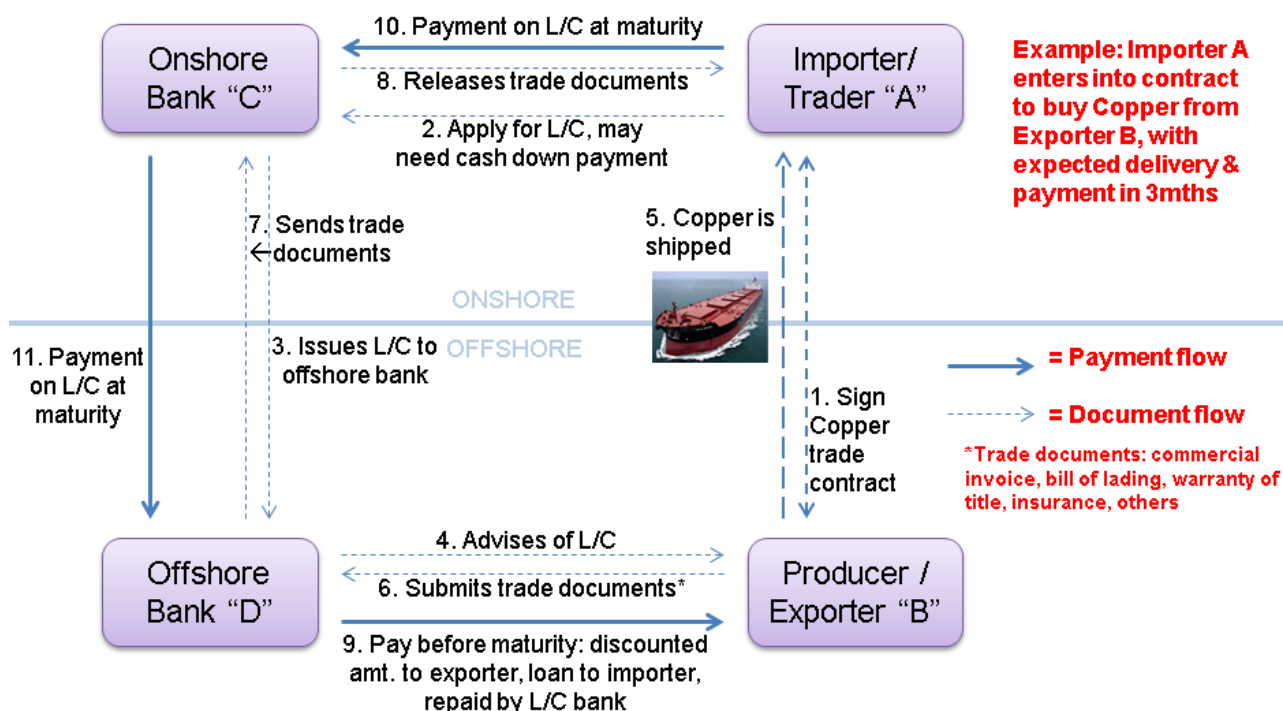 10. Payment on L/C at maturity
Onshore
Bank “C”
8. Releases trade documents
Importer/
Trader “A”
2. Apply for L/C, may
need cash down payment
Example: Importer A
enters into contract
to buy Copper from
Exporter B, with
expected delivery &
payment in 3mths
7. Sends trade
←documents
5. Copper is
shipped
ONSHORE
OFFSHORE
11. Payment
on L/C at
maturity
3. Issues L/C to
offshore bank
1. Sign
Copper
trade
contract
= Payment flow
= Document flow
*Trade documents: commercial
invoice, bill of lading, warranty of
title, insurance, others
4. Advises of L/C
Offshore
Bank “D”
6. Submits trade documents*
Producer /
Exporter “B”
9. Pay before maturity: discounted
amt. to exporter, loan to importer,
repaid by L/C bank